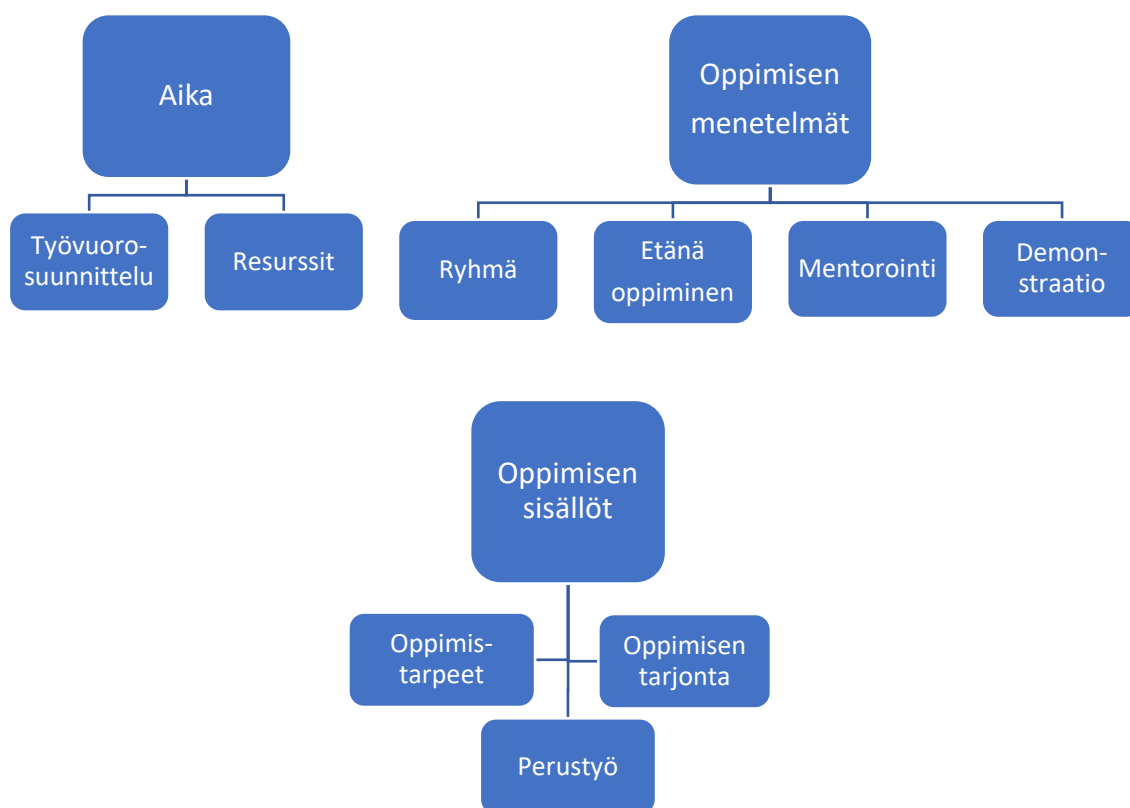 Aika
Työvuoro-
suunnittelu
Resurssit
Oppimisen
menetelmät
Ryhmä
Etänä
oppiminen
Mentorointi
Demon-
straatio
Oppimisen
sisällöt
Oppimis-
tarpeet
Oppimisen
tarjonta
Perustyö